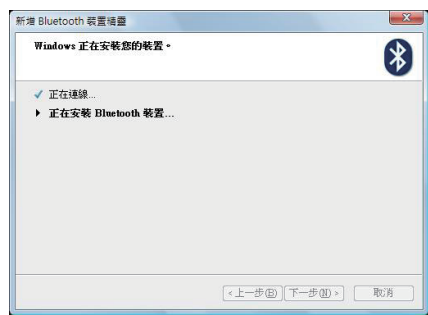 新增 Bluetooth 裝置精靈
Windows 正在安裝您的裝置。
正在連線...
正在安裝 Bluetooth 裝置...
<上一步(B)
下一步(N) >
取消